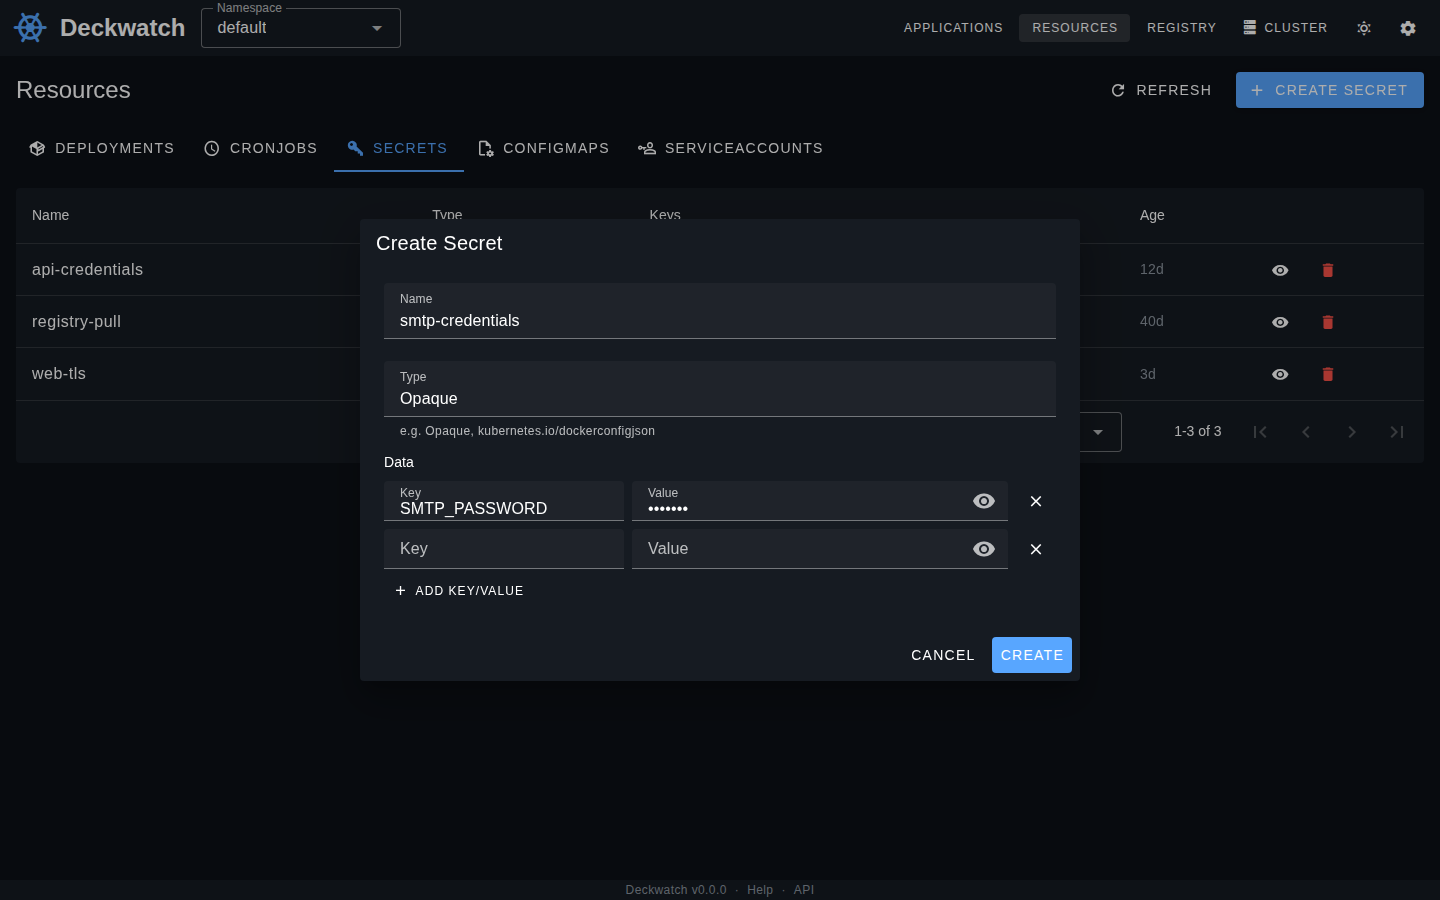 Deckwatch
Namespace
default
APPLICATIONS
RESOURCES
REGISTRY
CLUSTER
Resources
REFRESH
CREATE SECRET
DEPLOYMENTS
CRONJOBS
SECRETS
CONFIGMAPS
SERVICEACCOUNTS
Name
Type
Keys
Age
Create Secret
api-credentials
12d
Name
smtp-credentials
registry-pull
40d
web-tls
3d
Type
Opaque
e.g. Opaque, kubernetes.io/dockerconfigjson
1-3 of 3
Data
Key
SMTP_PASSWORD
Value
•••••••
Key
Value
ADD KEY/VALUE
CANCEL
CREATE
Deckwatch v0.0.0 · Help · API